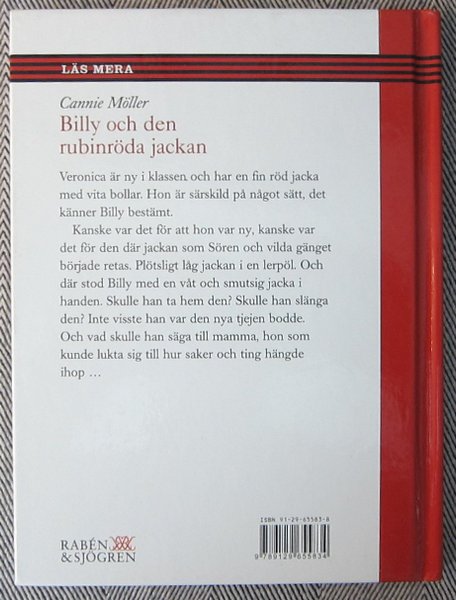 LÄS MERA
Cannie Möller
Billy och den
rubinröda jackan
Veronica är ny i klassen och har en fin röd jacka
med vita bollar. Hon är särskild på något sätt, det
känner Billy bestämt.
Kanske var det för att hon var ny, kanske var
det för den där jackan som Sören och vilda gänget
började retas. Plötsligt låg jackan i en lerpöl. Och
där stod Billy med en våt och smutsig jacka i
handen. Skulle han ta hem den? Skulle han slänga
den? Inte visste han var den nya tjejen bodde.
Och vad skulle han säga till mamma, hon som
kunde lukta sig till hur saker och ting hängde
ihop …
ISBN 91-29-65583-8
9 789129 655834
RABÉN
&SJÖGREN